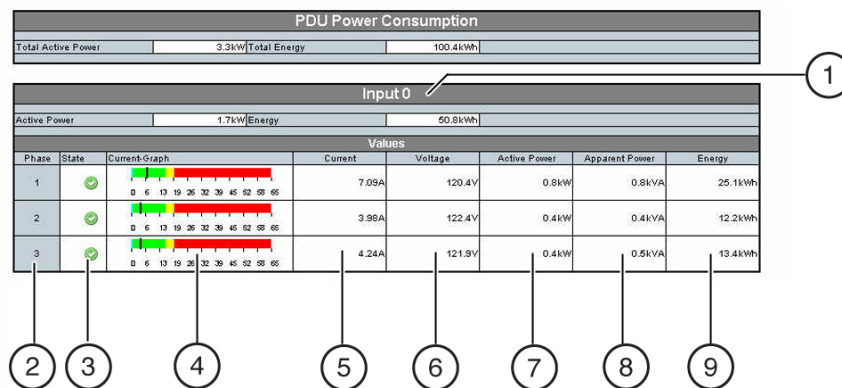 PDU Power Consumption
Total Active Power 3.3kW Total Energy 100.4kWh
Input 0
1
Active Power 1.7kW Energy 50.8kWh
Values
Phase State Current-Graph Current Voltage Active Power Apparent Power Energy
1 7.09A 120.4V 0.8kW 0.8kVA 25.1kWh
0 6 13 19 26 32 39 45 52 58 65
2 3.98A 122.4V 0.4kW 0.4kVA 12.2kWh
0 6 13 19 26 32 39 45 52 58 65
3 4.24A 121.9V 0.4kW 0.5kVA 13.4kWh
0 6 13 19 26 32 39 45 52 58 65
2 3 4 5 6 7 8 9